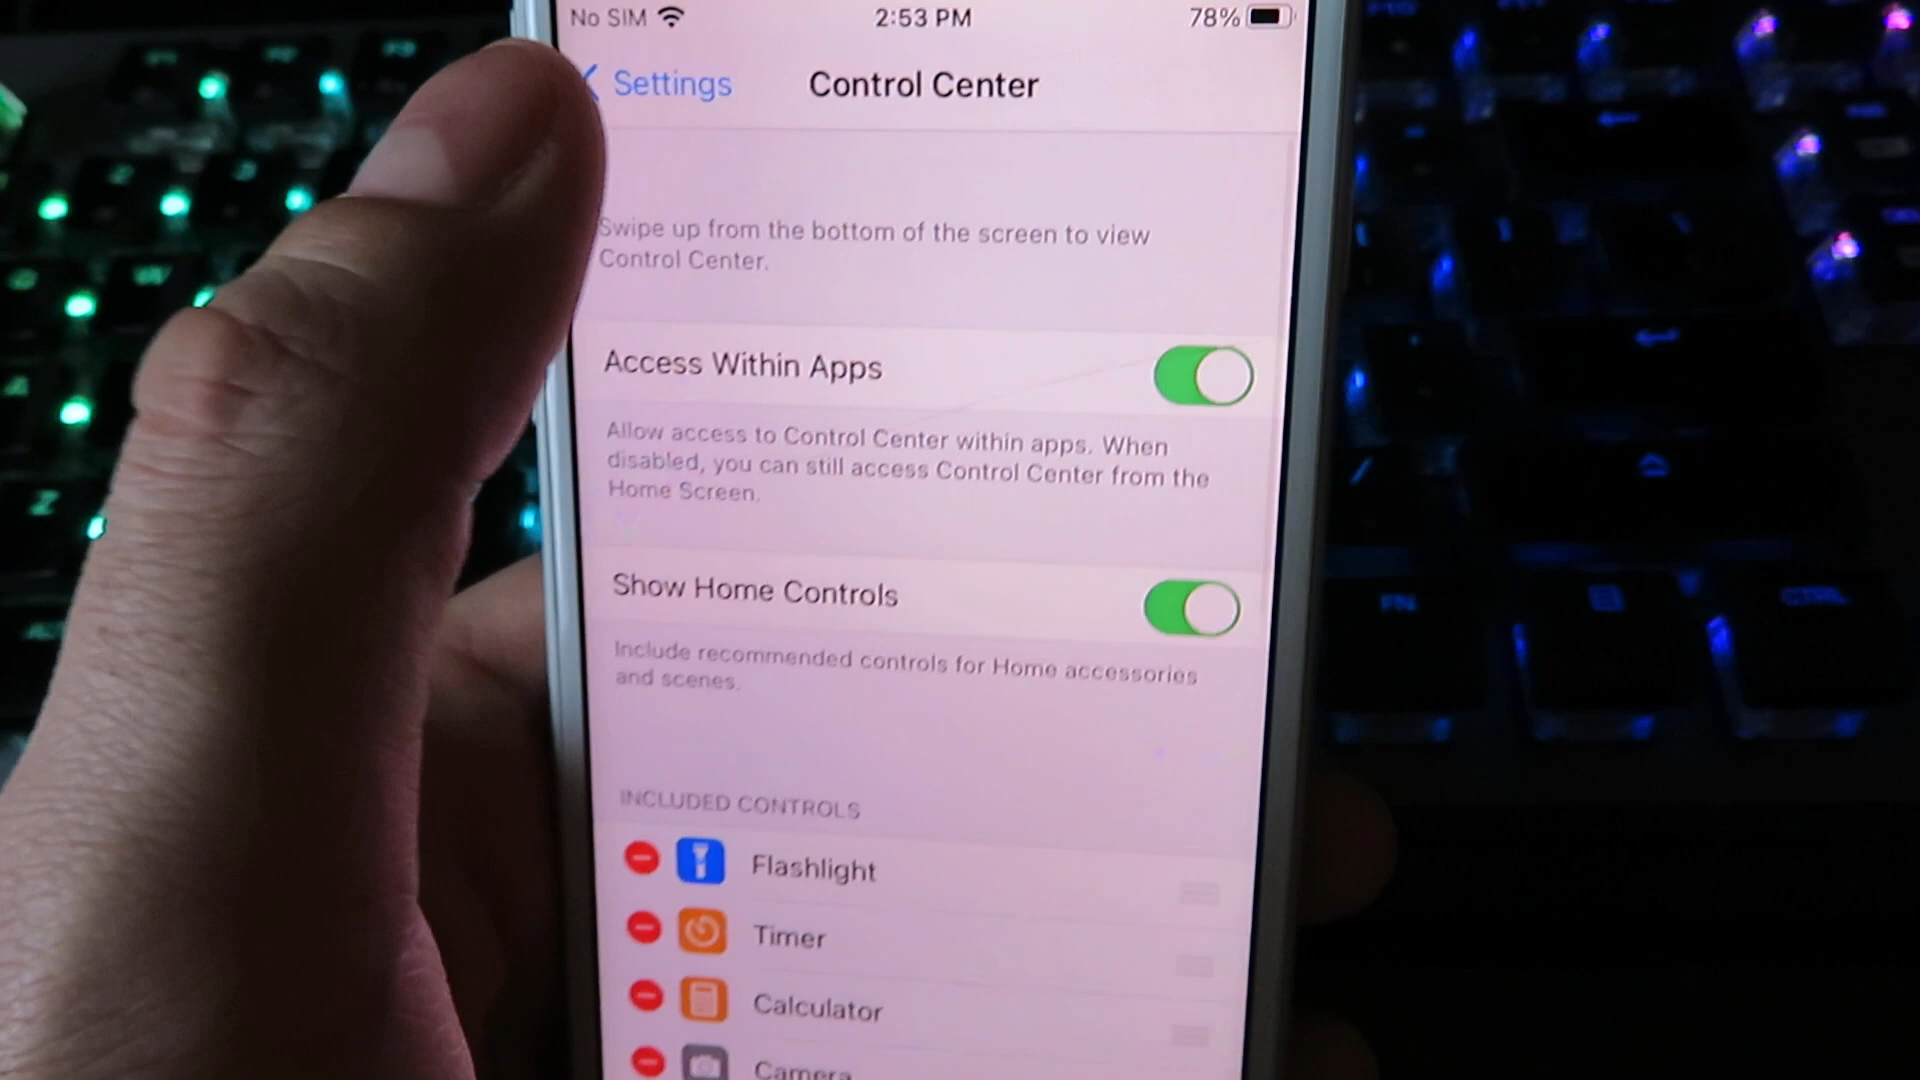 No SIM 2:53 PM 78%
Settings Control Center
Swipe up from the bottom of the screen to view
Control Center.
Access Within Apps
Allow access to Control Center within apps. When
disabled, you can still access Control Center from the
Home Screen.
Show Home Controls
Include recommended controls for Home accessories
and scenes.
INCLUDED CONTROLS
Flashlight
Timer
Calculator
Camera
Z
FN
CTRL